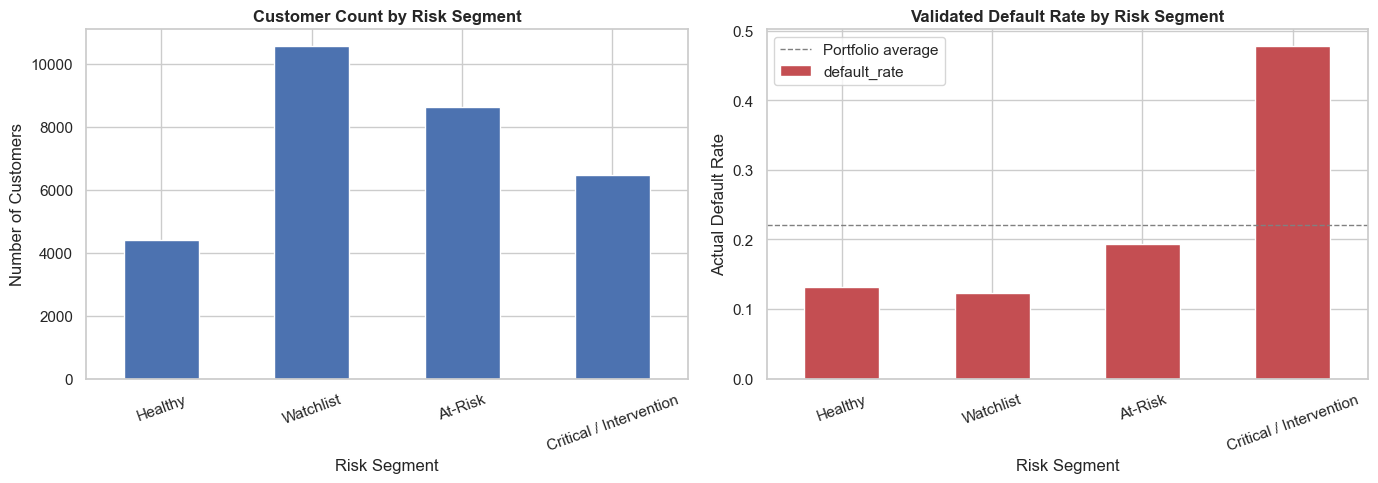 Customer Count by Risk Segment
Number of Customers
10000
8000
6000
4000
2000
0
Healthy
Watchlist
At-Risk
Critical / Intervention
Risk Segment
Validated Default Rate by Risk Segment
Portfolio average
default_rate
Actual Default Rate
0.5
0.4
0.3
0.2
0.1
0.0
Healthy
Watchlist
At-Risk
Critical / Intervention
Risk Segment